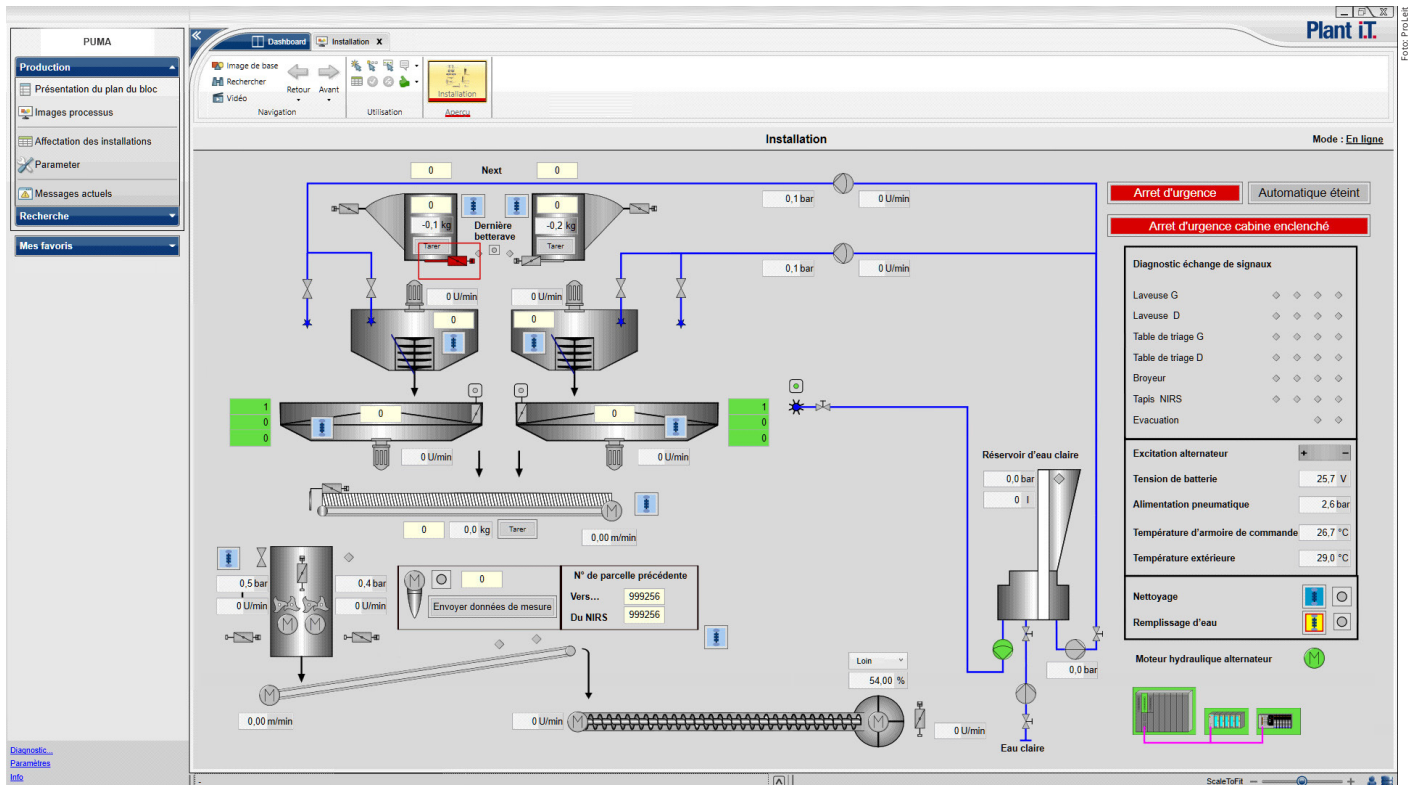 Foto: ProLeit
Plant i.T.
PUMA
Production
Présentation du plan du bloc
Images processus
Affectation des installations
Parameter
Messages actuels
Recherche
Mes favoris
Diagnostic...
Paramètres
Info
Dashboard
Installation X
Image de base
Rechercher
Vidéo
Retour Avant
Navigation
Utilisation
Installation
Aperçu
Installation
Mode : En ligne
0 Next 0
0,1 bar 0 U/min
0 0
-0,1 kg Dernière betterave -0,2 kg
Tarer Tarer
0,1 bar 0 U/min
0 U/min 0 U/min
0 0
1 0 0 1
0 0
0 0
0 U/min 0 U/min
M
0 0,0 kg Tarer
0,00 m/min
0,5 bar 0,4 bar
0 U/min 0 U/min
M M
M 0
Envoyer données de mesure
N° de parcelle précédente
Vers... 999256
Du NIRS 999256
M
0,00 m/min
Loin
54,00 %
0 U/min M M
0 U/min
Réservoir d'eau claire
0,0 bar
0 l
0,0 bar
Eau claire
Arret d'urgence Automatique éteint
Arret d'urgence cabine enclenché
Diagnostic échange de signaux
Laveuse G
Laveuse D
Table de triage G
Table de triage D
Broyeur
Tapis NIRS
Evacuation
Excitation alternateur + −
Tension de batterie 25,7 V
Alimentation pneumatique 2,6 bar
Température d'armoire de commande 26,7 °C
Température extérieure 29,0 °C
Nettoyage
Remplissage d'eau
Moteur hydraulique alternateur M
-
ScaleToFit − +